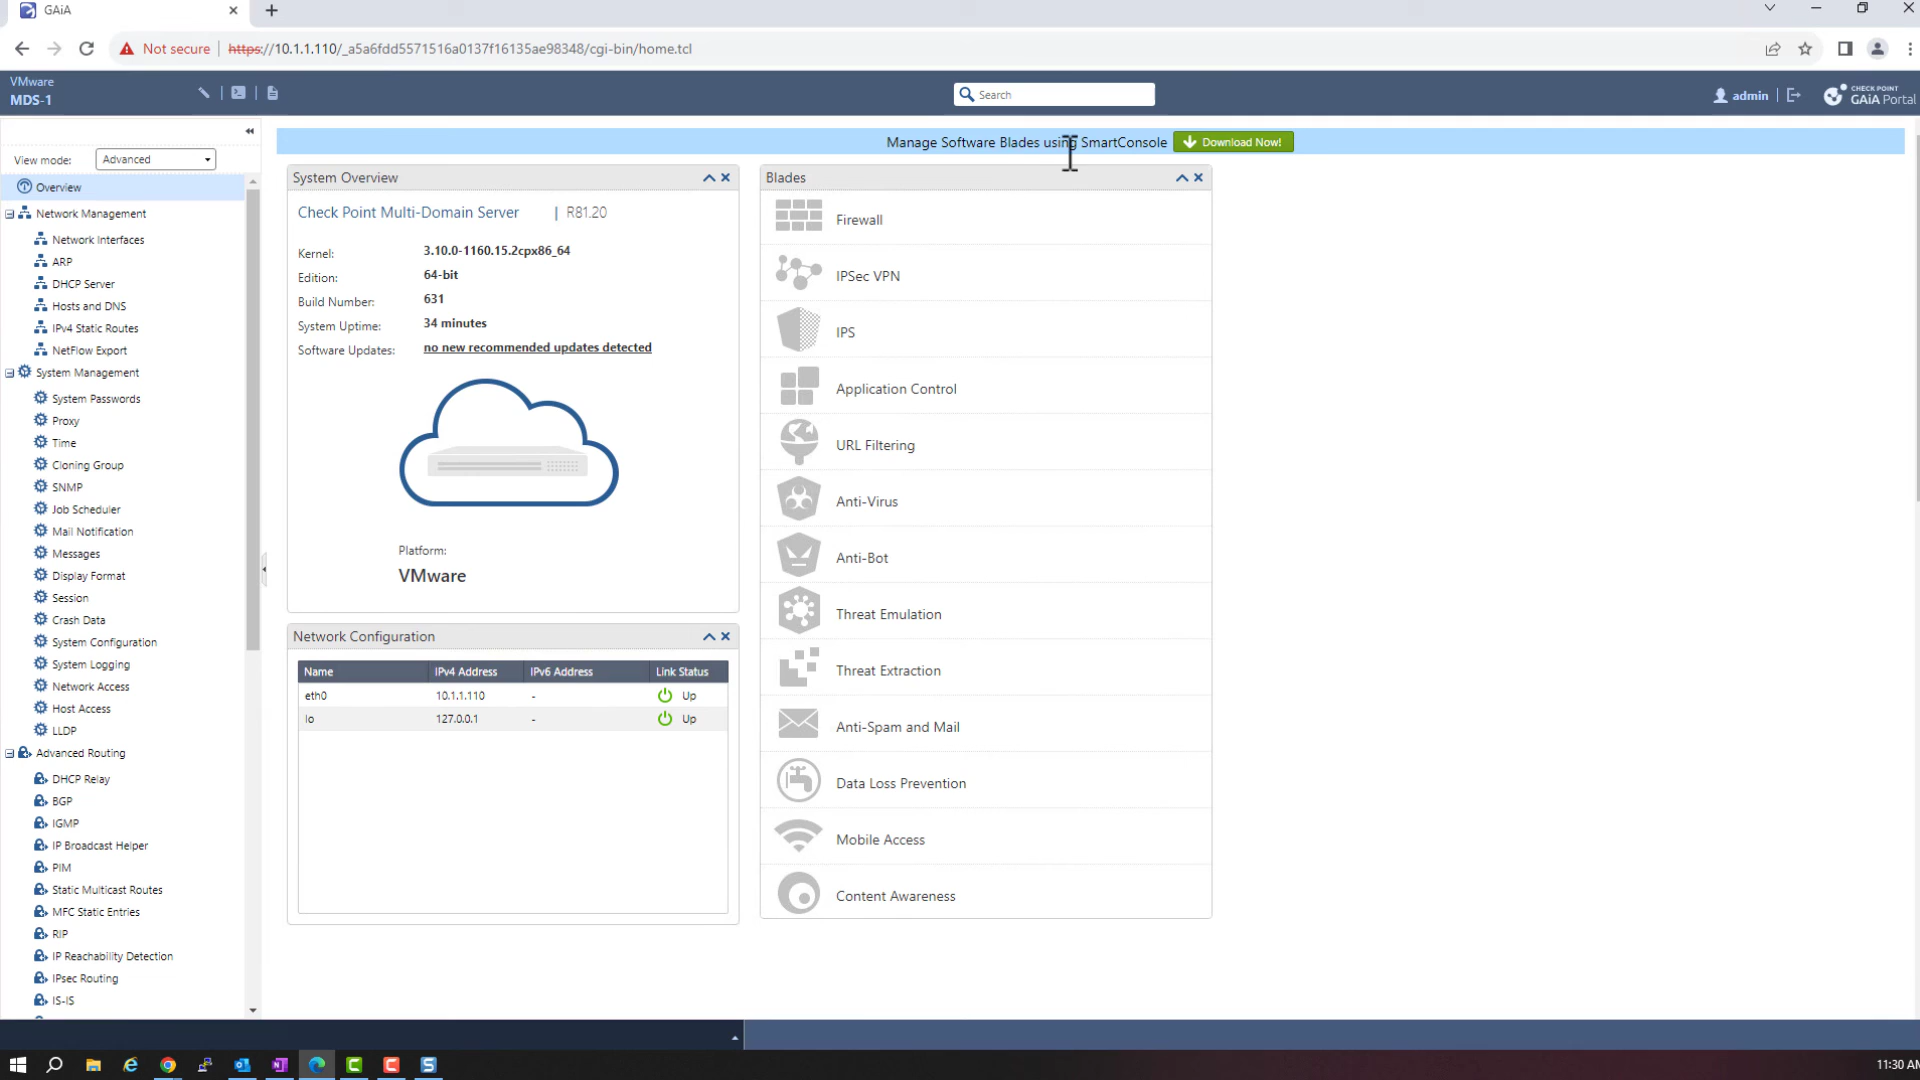 GAiA
Not secure
https://10.1.1.110/_a5a6fdd5571516a0137f16135ae98348/cgi-bin/home.tcl
VMware
MDS-1
Search
admin
CHECK POINT
GAiA Portal
Manage Software Blades using SmartConsole
Download Now!
View mode:
Advanced
Overview
Network Management
Network Interfaces
ARP
DHCP Server
Hosts and DNS
IPv4 Static Routes
NetFlow Export
System Management
System Passwords
Proxy
Time
Cloning Group
SNMP
Job Scheduler
Mail Notification
Messages
Display Format
Session
Crash Data
System Configuration
System Logging
Network Access
Host Access
LLDP
Advanced Routing
DHCP Relay
BGP
IGMP
IP Broadcast Helper
PIM
Static Multicast Routes
MFC Static Entries
RIP
IP Reachability Detection
IPsec Routing
IS-IS
System Overview
Check Point Multi-Domain Server | R81.20
Kernel: 3.10.0-1160.15.2cpx86_64
Edition: 64-bit
Build Number: 631
System Uptime: 34 minutes
Software Updates: no new recommended updates detected
Platform:
VMware
Network Configuration
Name IPv4 Address IPv6 Address Link Status
eth0 10.1.1.110 - Up
lo 127.0.0.1 - Up
Blades
Firewall
IPSec VPN
IPS
Application Control
URL Filtering
Anti-Virus
Anti-Bot
Threat Emulation
Threat Extraction
Anti-Spam and Mail
Data Loss Prevention
Mobile Access
Content Awareness
11:30 AM